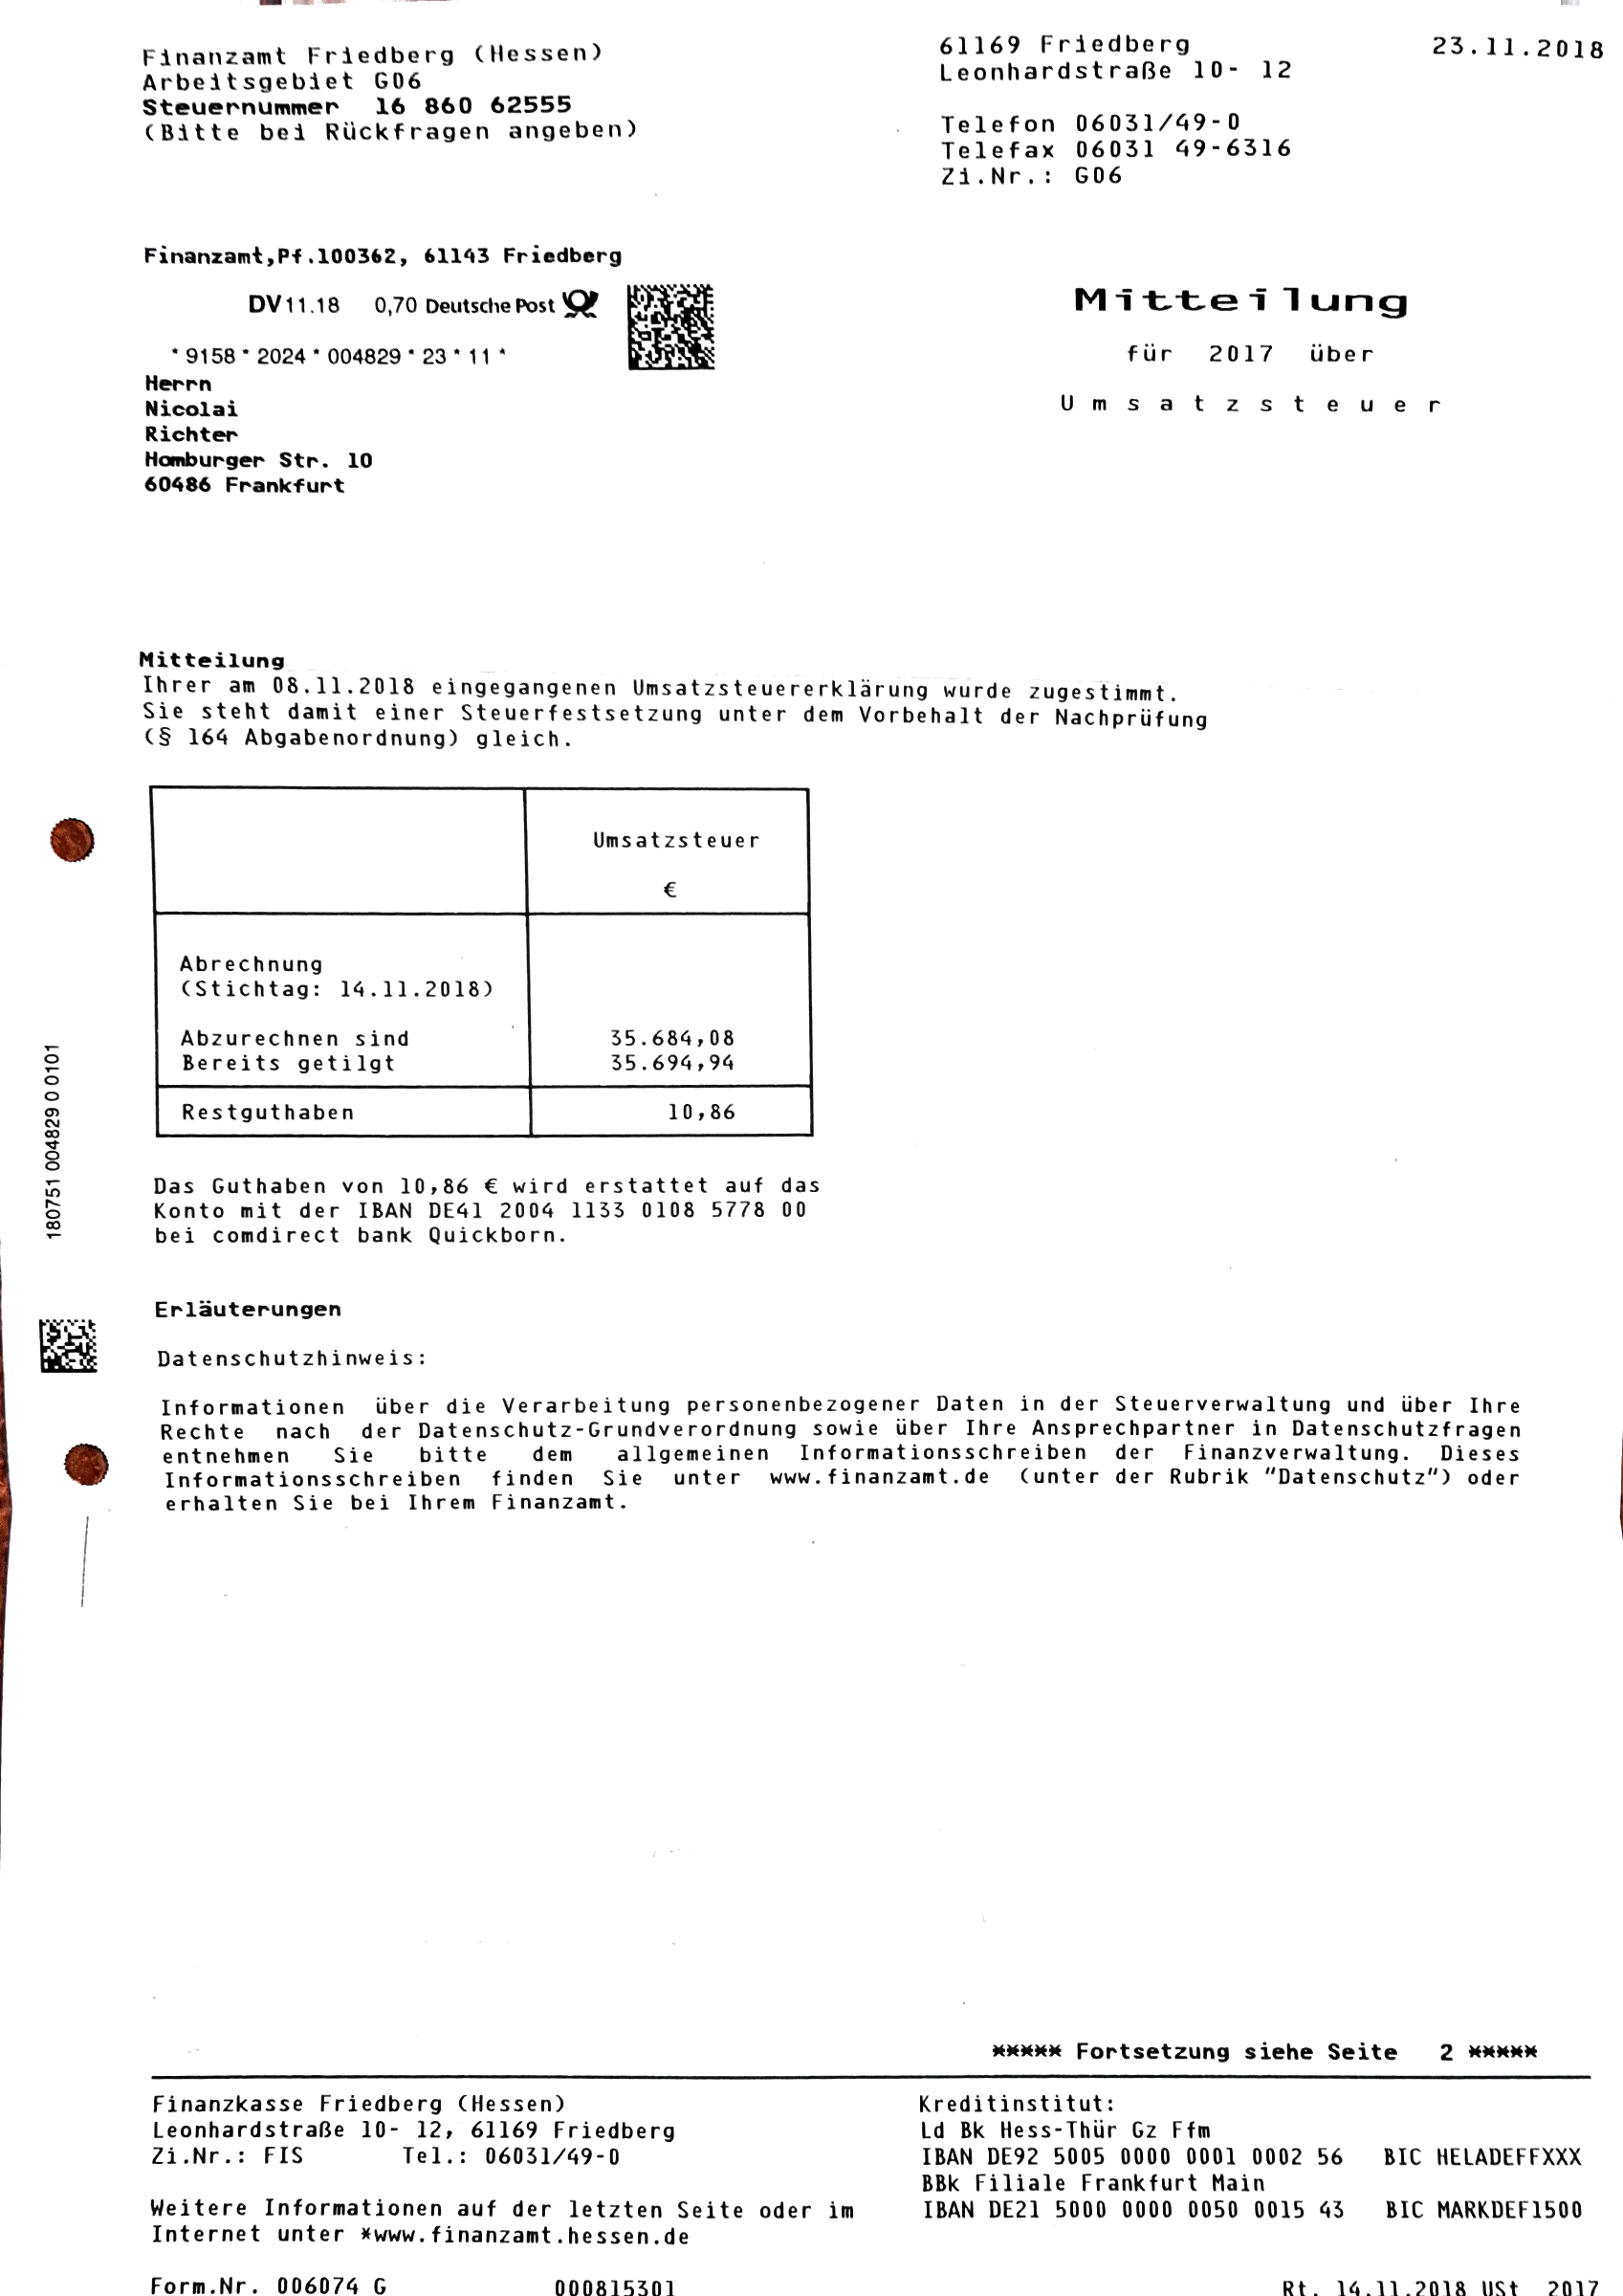 Finanzamt Friedberg (Hessen)
Arbeitsgebiet G06
Steuernummer 16 860 62555
(Bitte bei Rückfragen angeben)
61169 Friedberg
Leonhardstraße 10- 12
23.11.2018
Telefon 06031/49-0
Telefax 06031 49-6316
Zi.Nr.: G06
Finanzamt,Pf.100362, 61143 Friedberg
DV 11.18 0,70 Deutsche Post
* 9158 * 2024 * 004829 * 23 * 11 *
Herrn
Nicolai
Richter
Homburger Str. 10
60486 Frankfurt
Mitteilung
für 2017 über
Umsatzsteuer
Mitteilung
Ihrer am 08.11.2018 eingegangenen Umsatzsteuererklärung wurde zugestimmt.
Sie steht damit einer Steuerfestsetzung unter dem Vorbehalt der Nachprüfung
(§ 164 Abgabenordnung) gleich.
Umsatzsteuer
€
Abrechnung
(Stichtag: 14.11.2018)
Abzurechnen sind 35.684,08
Bereits getilgt 35.694,94
Restguthaben 10,86
Das Guthaben von 10,86 € wird erstattet auf das
Konto mit der IBAN DE41 2004 1133 0108 5778 00
bei comdirect bank Quickborn.
180751 004829 0 0101
Erläuterungen
Datenschutzhinweis:
Informationen über die Verarbeitung personenbezogener Daten in der Steuerverwaltung und über Ihre
Rechte nach der Datenschutz-Grundverordnung sowie über Ihre Ansprechpartner in Datenschutzfragen
entnehmen Sie bitte dem allgemeinen Informationsschreiben der Finanzverwaltung. Dieses
Informationsschreiben finden Sie unter www.finanzamt.de (unter der Rubrik "Datenschutz") oder
erhalten Sie bei Ihrem Finanzamt.
***** Fortsetzung siehe Seite 2 *****
Finanzkasse Friedberg (Hessen)
Leonhardstraße 10- 12, 61169 Friedberg
Zi.Nr.: FIS Tel.: 06031/49-0
Weitere Informationen auf der letzten Seite oder im
Internet unter *www.finanzamt.hessen.de
Kreditinstitut:
Ld Bk Hess-Thür Gz Ffm
IBAN DE92 5005 0000 0001 0002 56 BIC HELADEFFXXX
BBk Filiale Frankfurt Main
IBAN DE21 5000 0000 0050 0015 43 BIC MARKDEF1500
Form.Nr. 006074 G 000815301 Rt. 14.11.2018 USt 2017